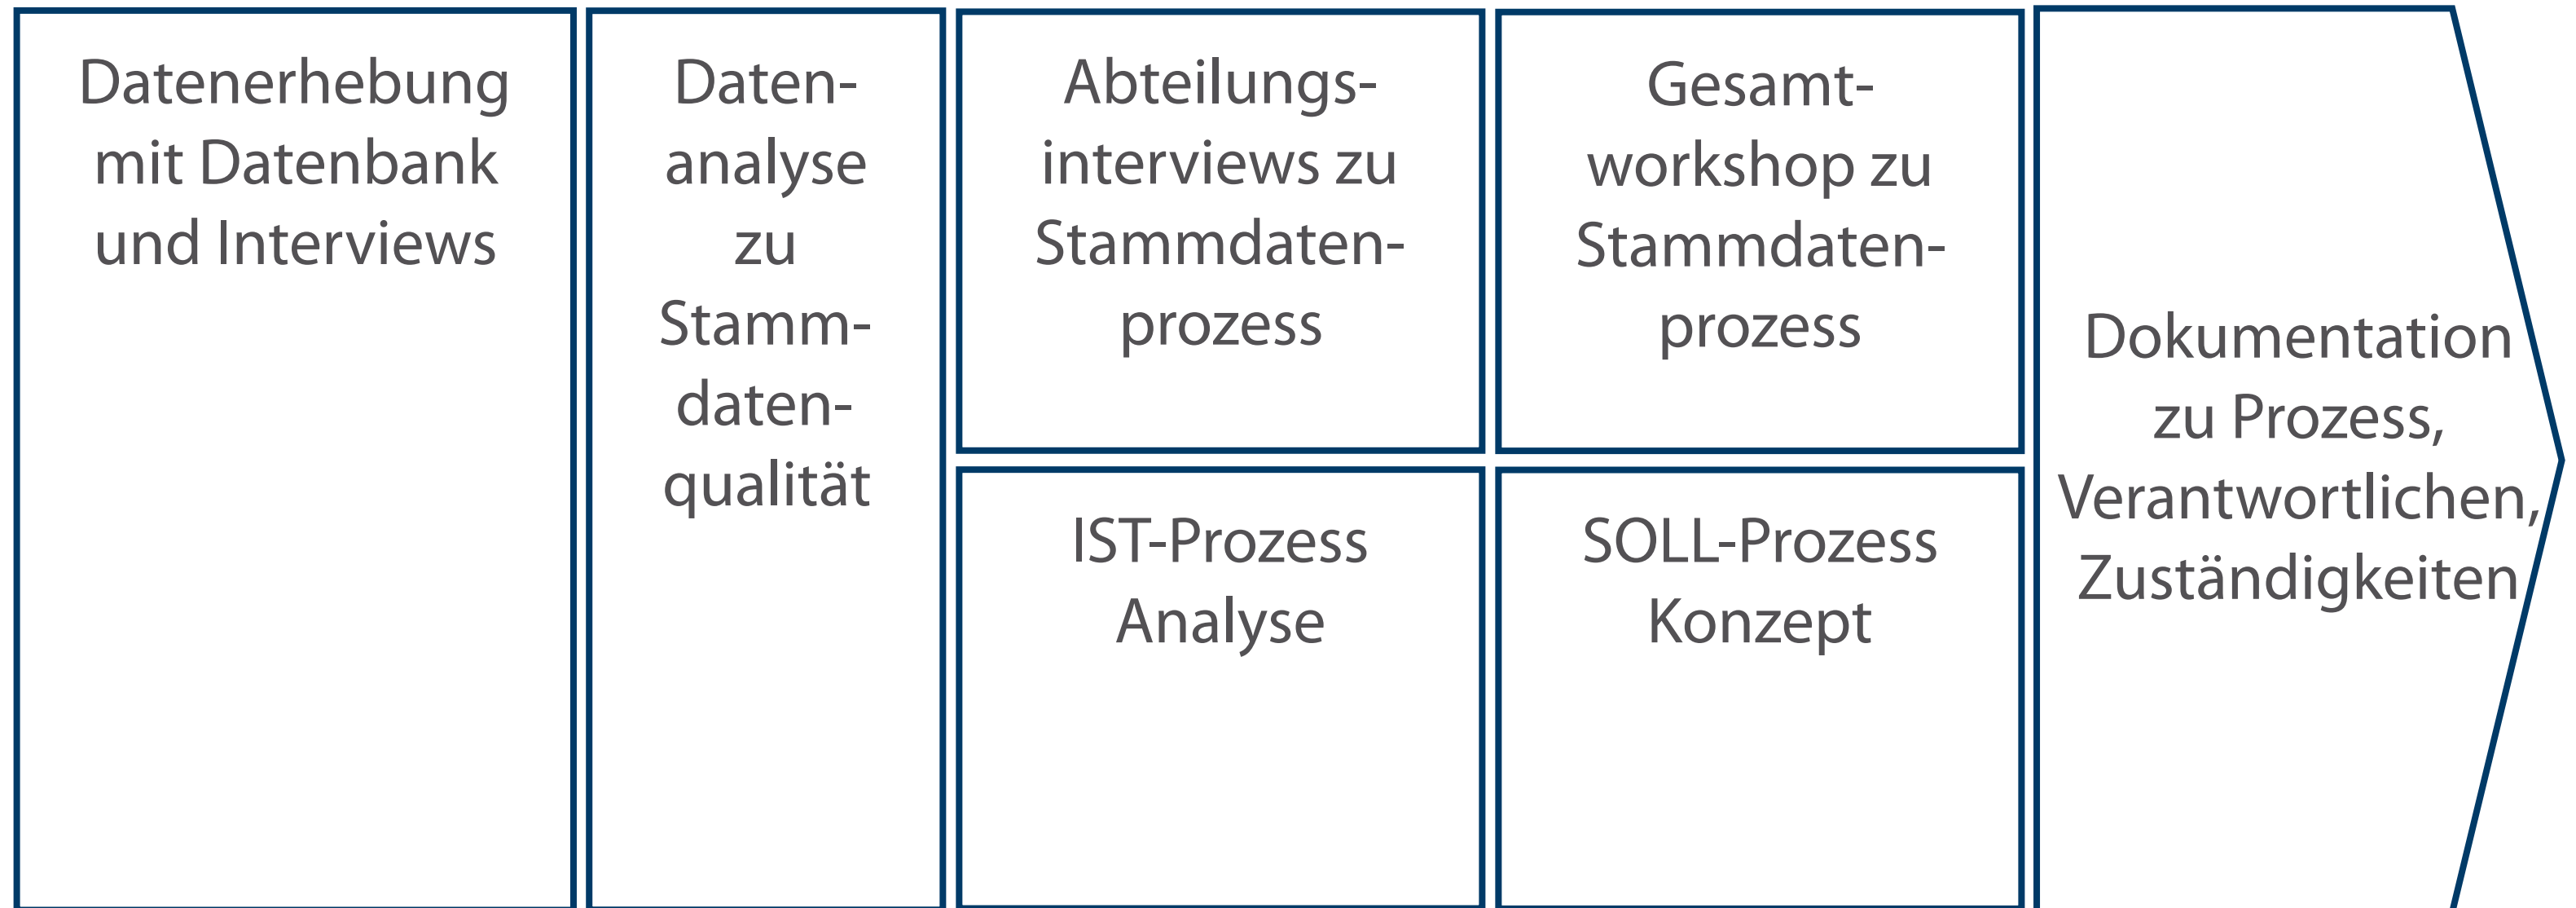 Datenerhebung
mit Datenbank
und Interviews
Daten-
analyse
zu
Stamm-
daten-
qualität
Abteilungs-
interviews zu
Stammdaten-
prozess
IST-Prozess
Analyse
Gesamt-
workshop zu
Stammdaten-
prozess
SOLL-Prozess
Konzept
Dokumentation
zu Prozess,
Verantwortlichen,
Zuständigkeiten